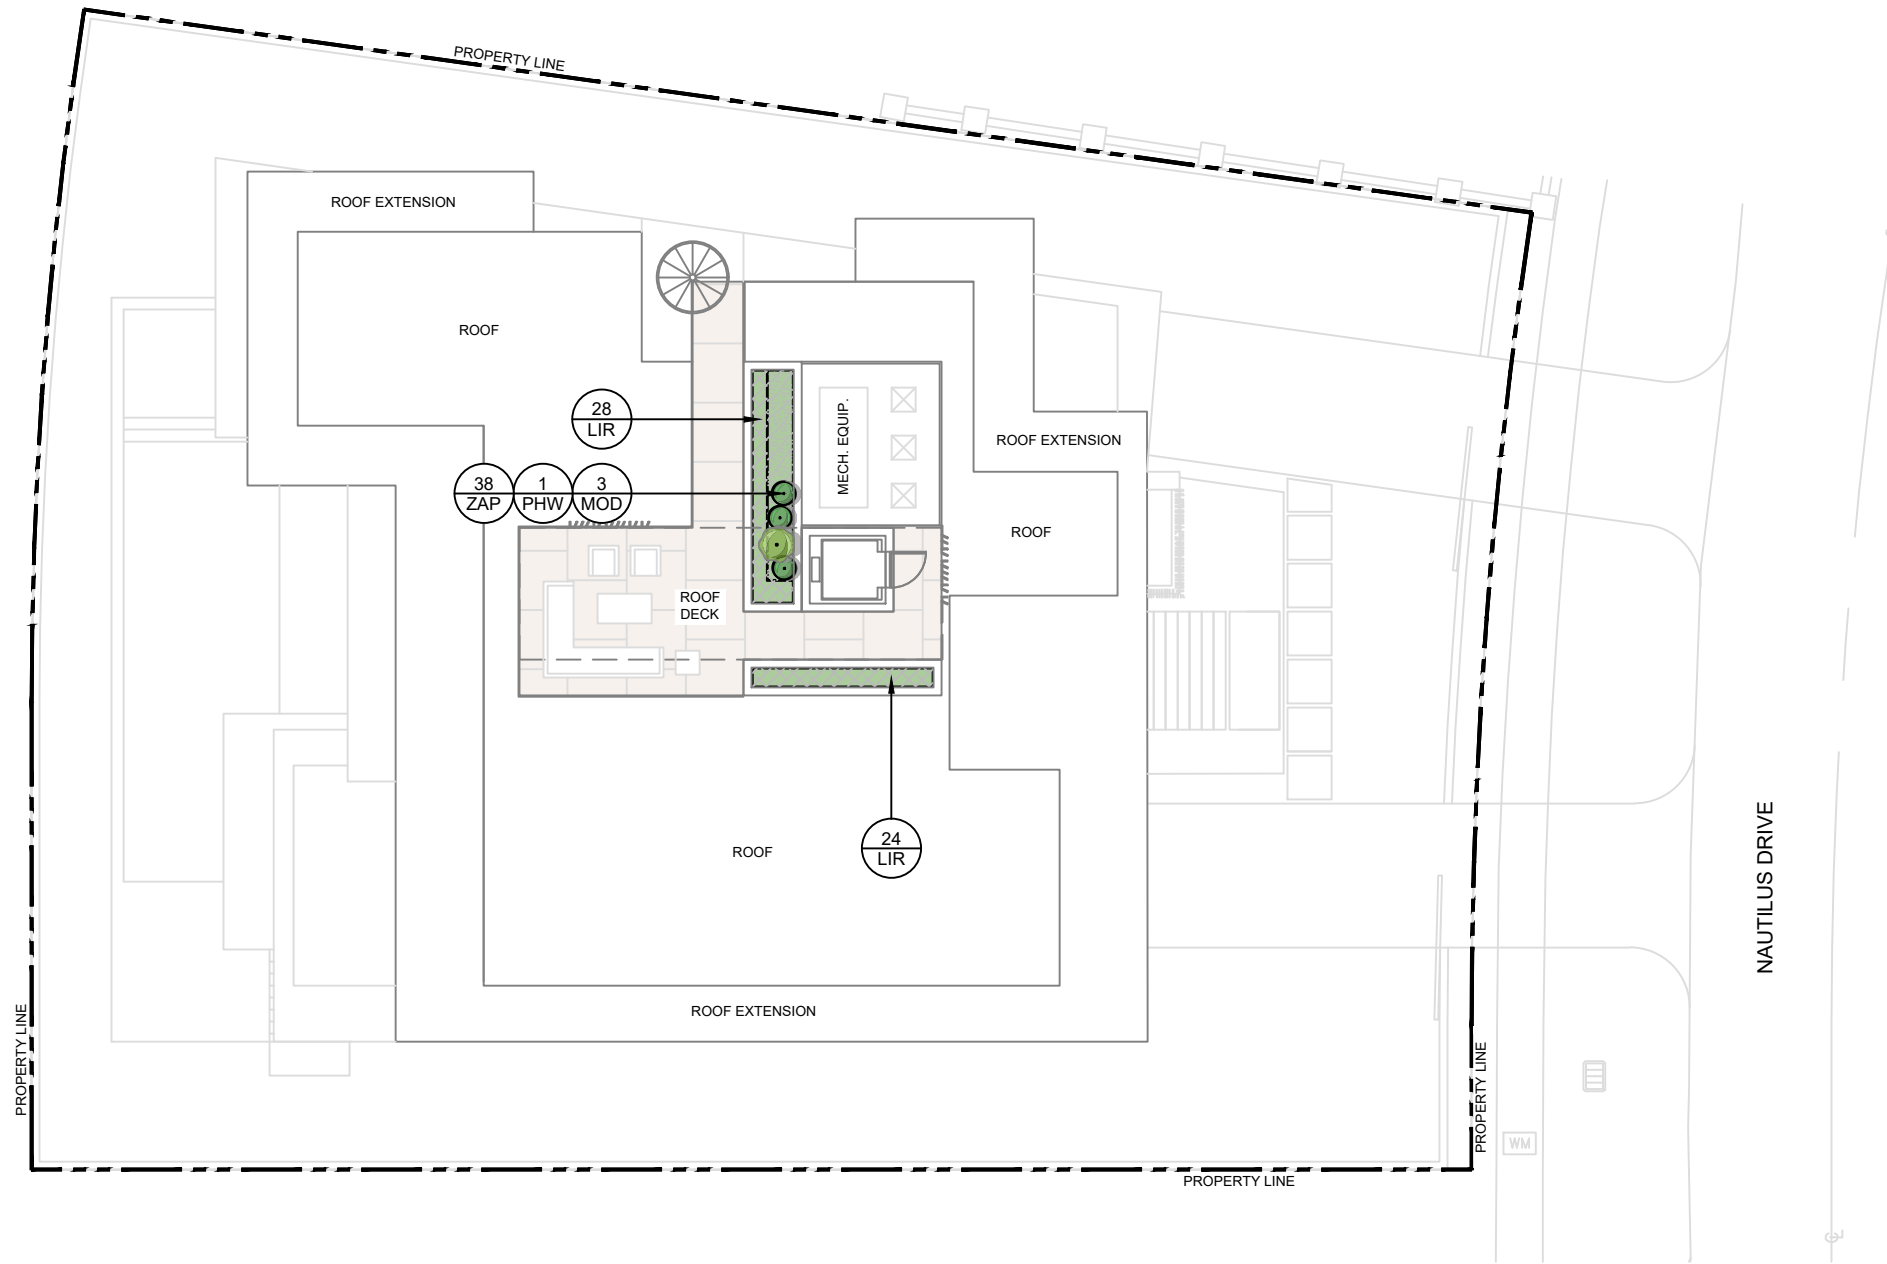 PROPERTY LINE
ROOF EXTENSION
ROOF
28
LIR
MECH. EQUIP.
ROOF EXTENSION
38
ZAP
1
PHW
3
MOD
ROOF
ROOF
DECK
ROOF
24
LIR
NAUTILUS DRIVE
ROOF EXTENSION
PROPERTY LINE
PROPERTY LINE
WM
PROPERTY LINE